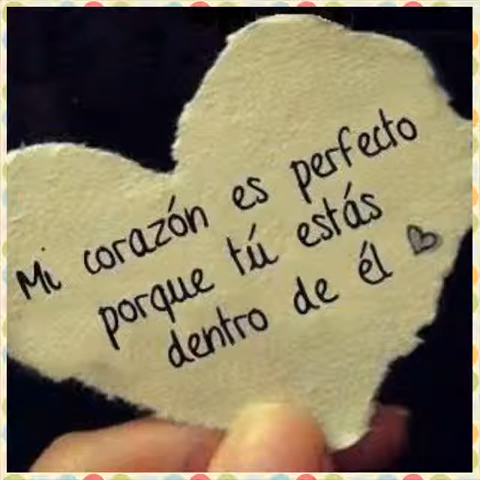 Mi corazón es perfecto
porque tú estás
dentro de él